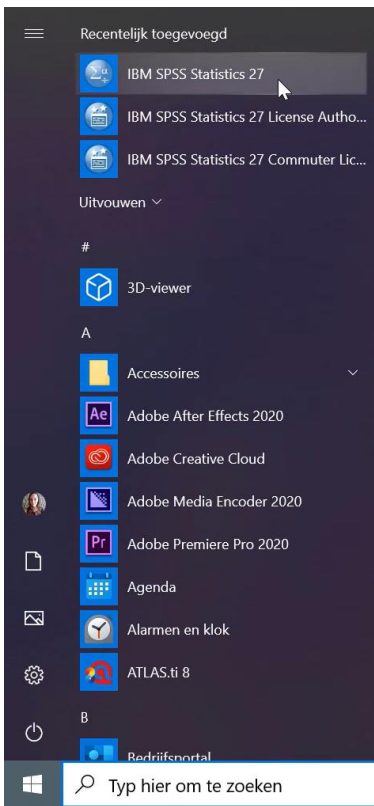 Recentelijk toegevoegd
IBM SPSS Statistics 27
IBM SPSS Statistics 27 License Autho...
IBM SPSS Statistics 27 Commuter Lic...
Uitvouwen
#
3D-viewer
A
Accessoires
Ae Adobe After Effects 2020
Adobe Creative Cloud
Adobe Media Encoder 2020
Pr Adobe Premiere Pro 2020
Agenda
Alarmen en klok
ATLAS.ti 8
B
Bedrijfsportal
Typ hier om te zoeken